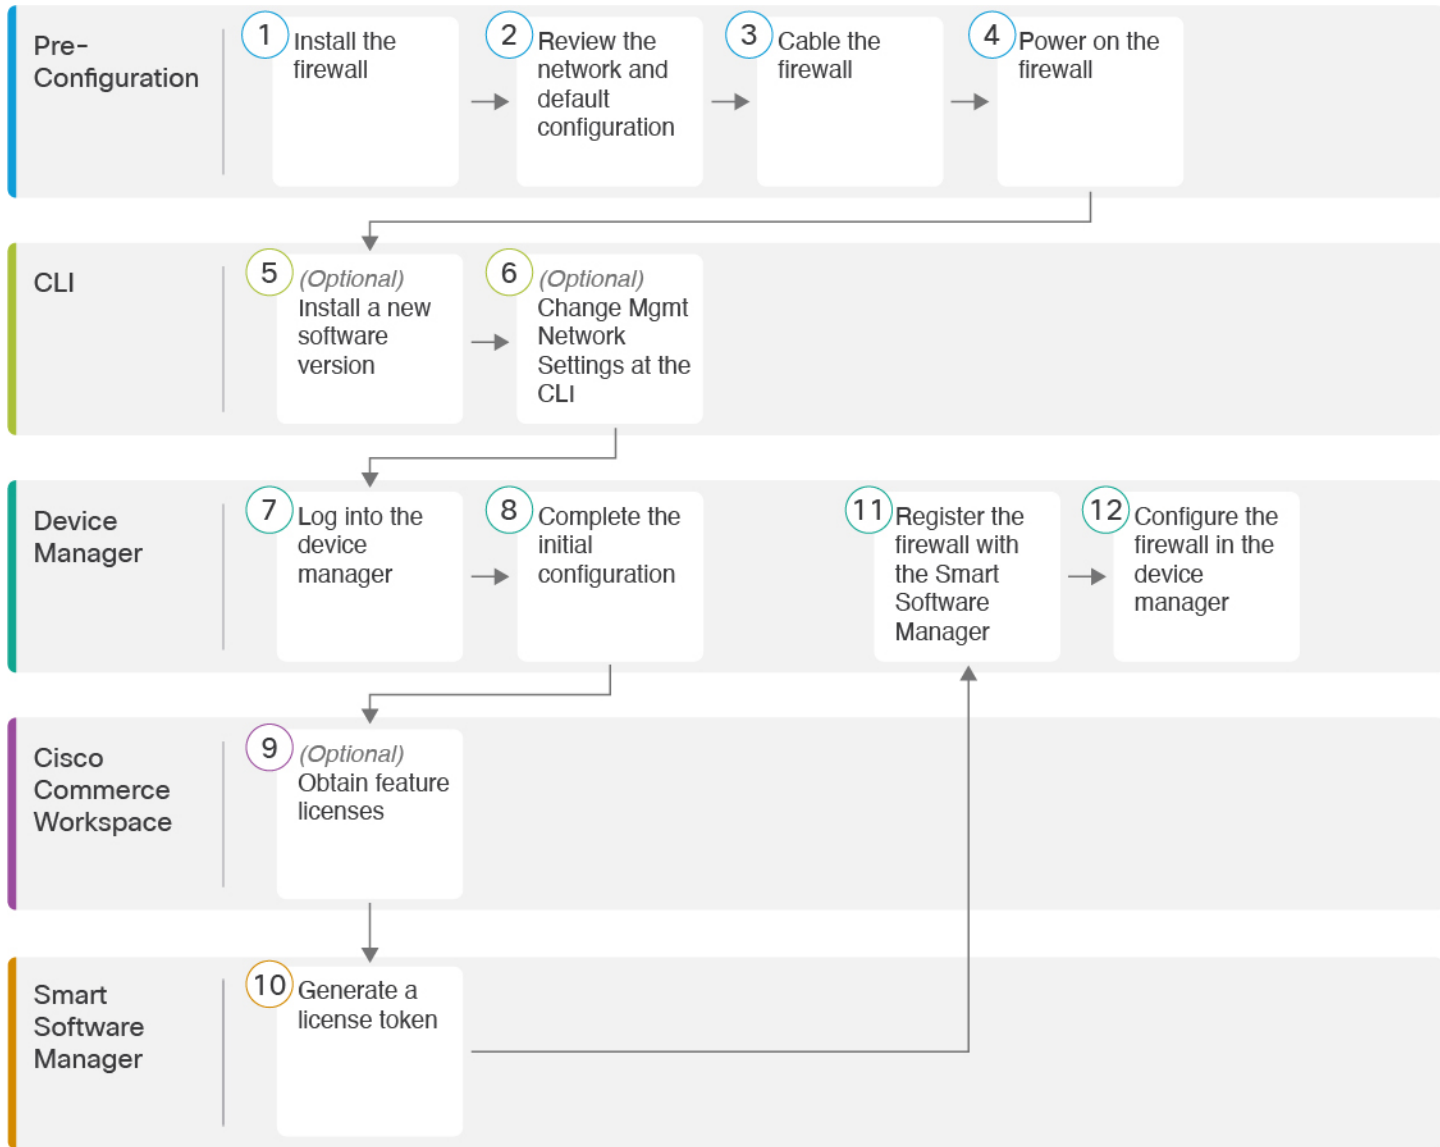 Pre-
Configuration
1
Install the
firewall
2
Review the
network and
default
configuration
3
Cable the
firewall
4
Power on the
firewall
CLI
5
(Optional)
Install a new
software
version
6
(Optional)
Change Mgmt
Network
Settings at the
CLI
Device
Manager
7
Log into the
device
manager
8
Complete the
initial
configuration
11
Register the
firewall with
the Smart
Software
Manager
12
Configure the
firewall in the
device
manager
Cisco
Commerce
Workspace
9
(Optional)
Obtain feature
licenses
Smart
Software
Manager
10
Generate a
license token